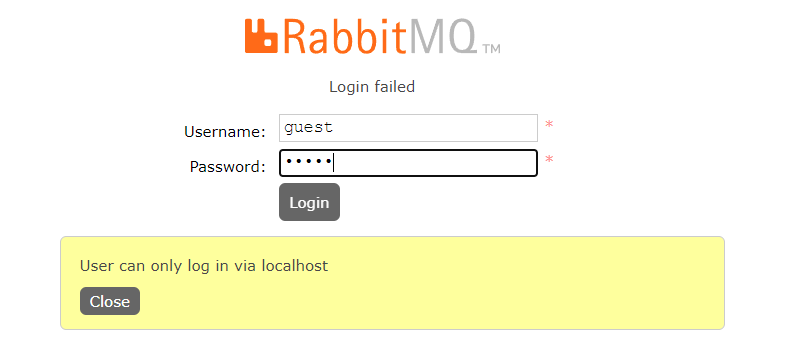 RabbitMQ™
Login failed
Username: guest *
Password: ••••• *
Login
User can only log in via localhost
Close